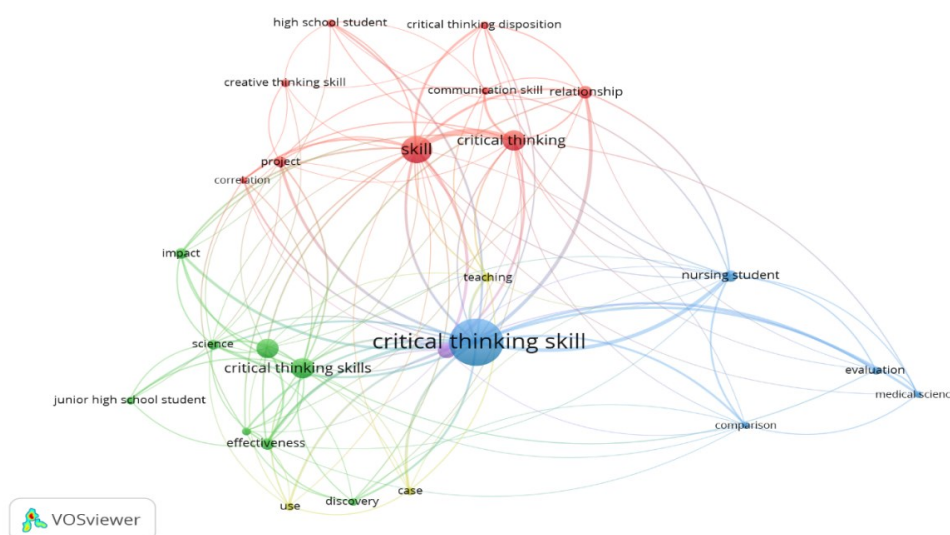 high school student
critical thinking disposition
creative thinking skill
communication skill
relationship
critical thinking
skill
project
correlation
impact
teaching
nursing student
science
critical thinking skill
critical thinking skills
evaluation
junior high school student
medical scienc
comparison
effectiveness
case
discovery
use
VOSviewer